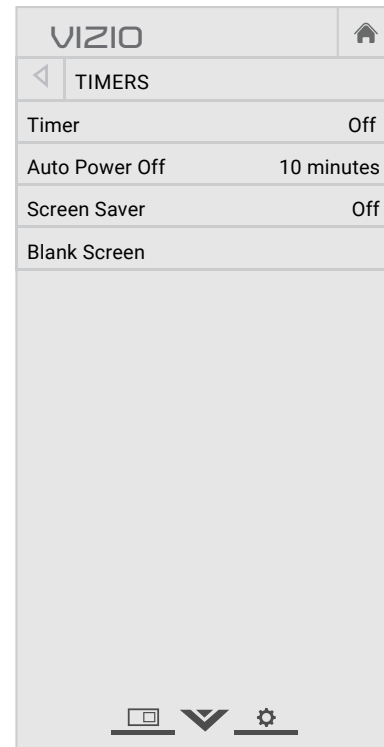 VIZIO
TIMERS
Timer Off
Auto Power Off 10 minutes
Screen Saver Off
Blank Screen